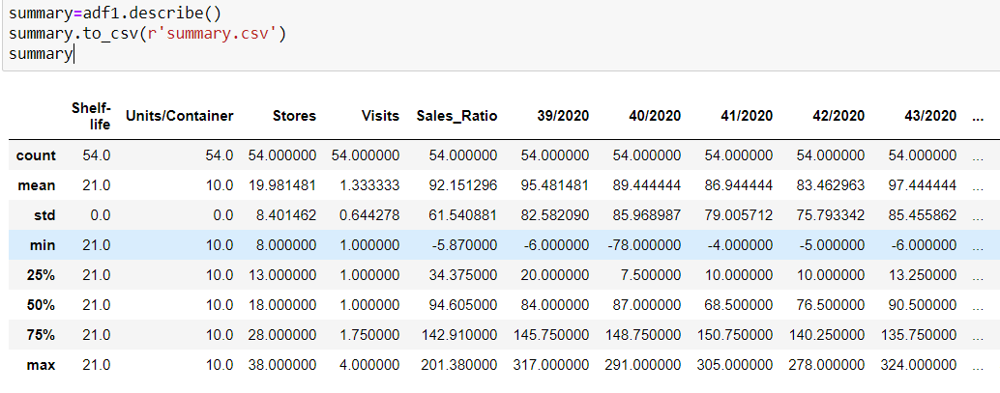 summary=adf1.describe()
summary.to_csv(r'summary.csv')
summary
Shelf-life Units/Container Stores Visits Sales_Ratio 39/2020 40/2020 41/2020 42/2020 43/2020 ...
count 54.0 54.0 54.000000 54.000000 54.000000 54.000000 54.000000 54.000000 54.000000 54.000000 ...
mean 21.0 10.0 19.981481 1.333333 92.151296 95.481481 89.444444 86.944444 83.462963 97.444444 ...
std 0.0 0.0 8.401462 0.644278 61.540881 82.582090 85.968987 79.005712 75.793342 85.455862 ...
min 21.0 10.0 8.000000 1.000000 -5.870000 -6.000000 -78.000000 -4.000000 -5.000000 -6.000000 ...
25% 21.0 10.0 13.000000 1.000000 34.375000 20.000000 7.500000 10.000000 10.000000 13.250000 ...
50% 21.0 10.0 18.000000 1.000000 94.605000 84.000000 87.000000 68.500000 76.500000 90.500000 ...
75% 21.0 10.0 28.000000 1.750000 142.910000 145.750000 148.750000 150.750000 140.250000 135.750000 ...
max 21.0 10.0 38.000000 4.000000 201.380000 317.000000 291.000000 305.000000 278.000000 324.000000 ...